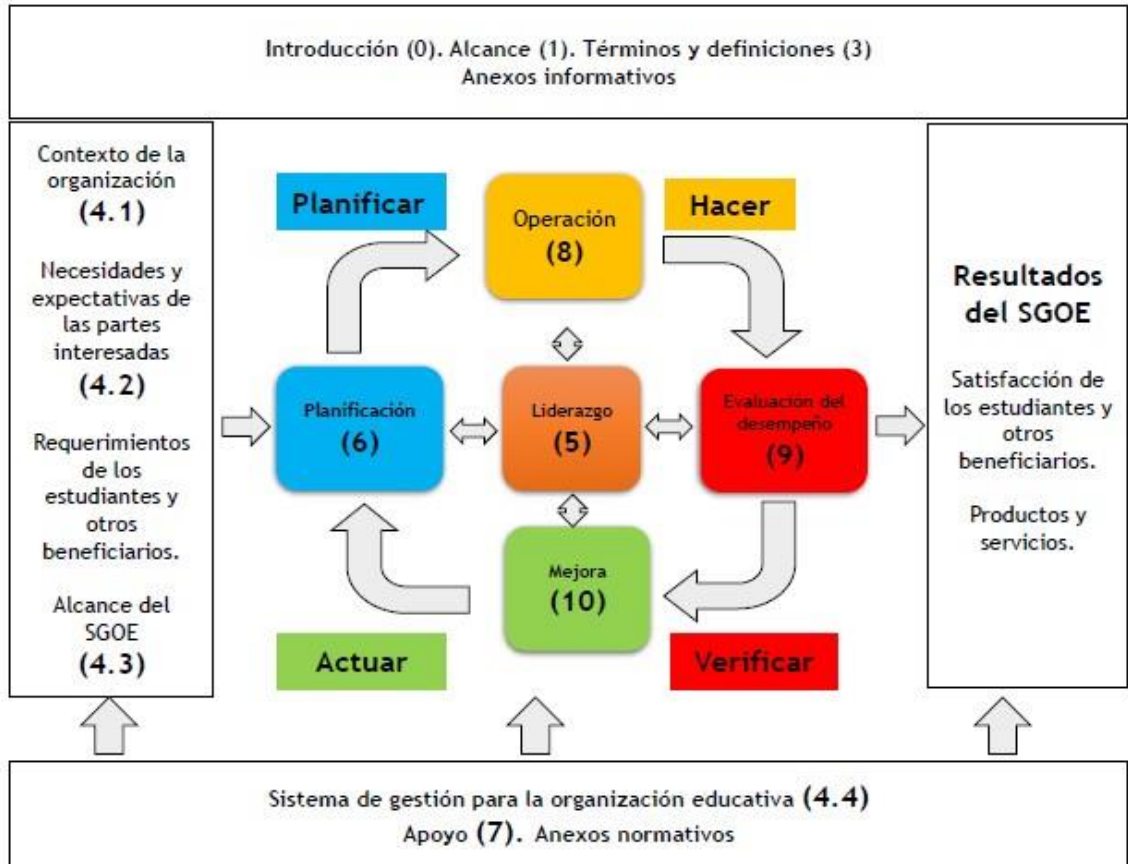 Introducción (0). Alcance (1). Términos y definiciones (3)
Anexos informativos
Contexto de la
organización
(4.1)
Necesidades y
expectativas de
las partes
interesadas
(4.2)
Requerimientos
de los
estudiantes y
otros
beneficiarios.
Alcance del
SGOE
(4.3)
Planificar
Operación
(8)
Hacer
Planificación
(6)
Liderazgo
(5)
Evaluación del
desempeño
(9)
Mejora
(10)
Actuar
Verificar
Resultados
del SGOE
Satisfacción de
los estudiantes y
otros
beneficiarios.
Productos y
servicios.
Sistema de gestión para la organización educativa (4.4)
Apoyo (7). Anexos normativos